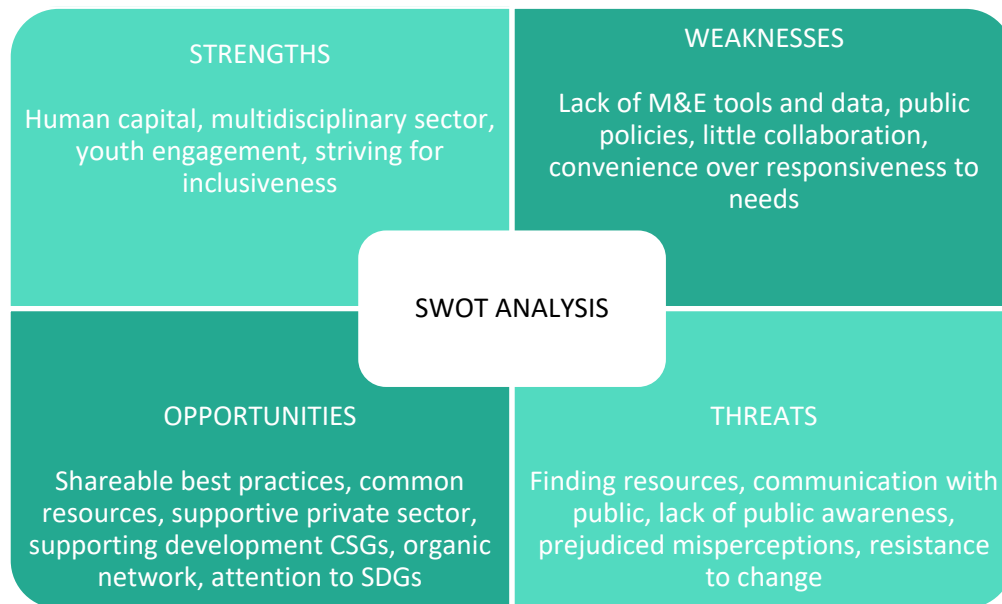 STRENGTHS
Human capital, multidisciplinary sector,
youth engagement, striving for
inclusiveness
WEAKNESSES
Lack of M&E tools and data, public
policies, little collaboration,
convenience over responsiveness to
needs
SWOT ANALYSIS
OPPORTUNITIES
Shareable best practices, common
resources, supportive private sector,
supporting development CSGs, organic
network, attention to SDGs
THREATS
Finding resources, communication with
public, lack of public awareness,
prejudiced misperceptions, resistance
to change